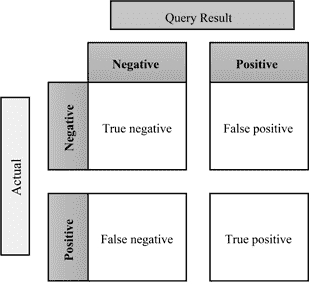 Query Result
Negative
Positive
Actual
Negative
True negative
False positive
Positive
False negative
True positive